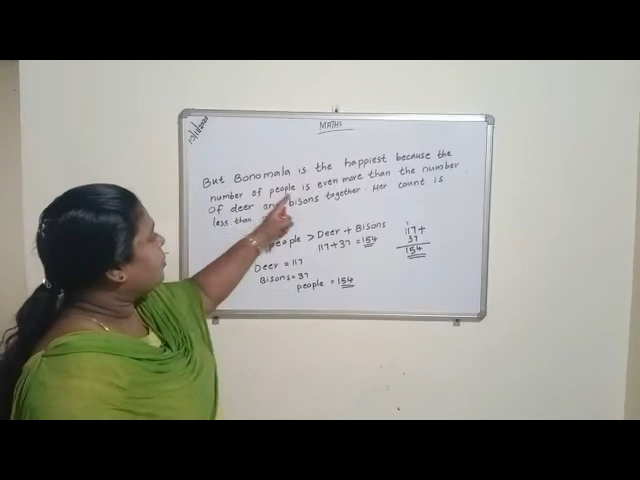 MATHS
But Bonomala is the happiest because the
number of people is even more than the number
of deer and bisons together. Her count is
less than
people > Deer + Bisons
117 + 37 = 154
117 +
37
154
Deer = 117
Bisons = 37
people = 154